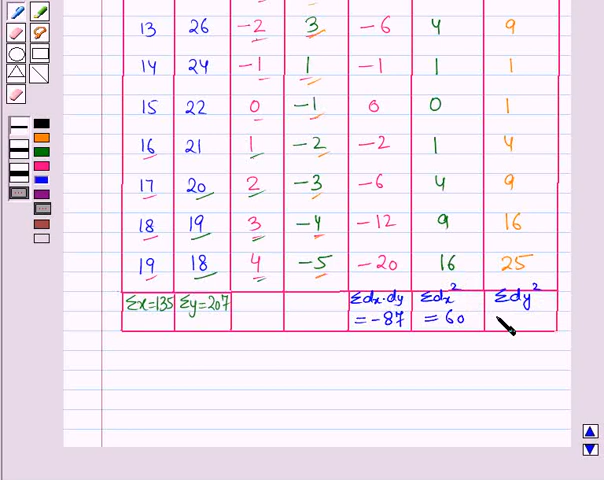 13 26 −2 3 −6 4 9
14 24 −1 1 −1 1 1
15 22 0 −1 0 0 1
16 21 1 −2 −2 1 4
17 20 2 −3 −6 4 9
18 19 3 −4 −12 9 16
19 18 4 −5 −20 16 25
Σx=135 Σy=207 Σdx·dy Σdx² Σdy²
= −87 = 60